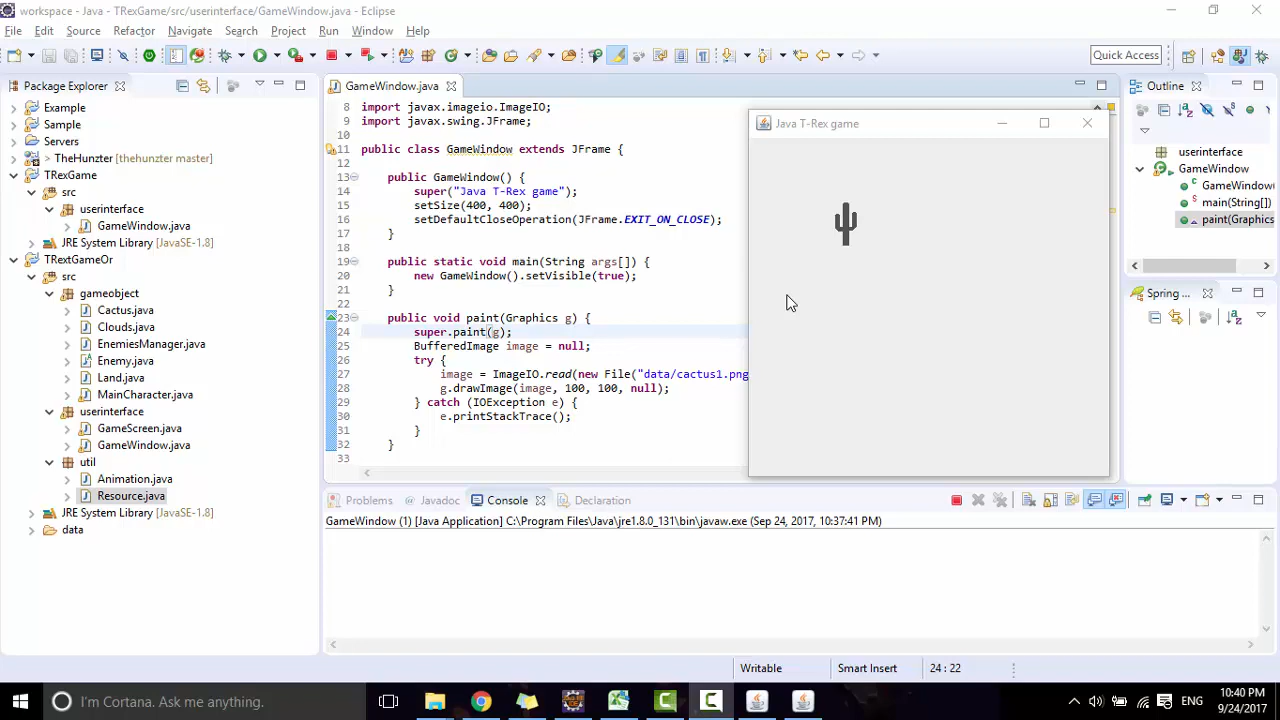 workspace - Java - TRexGame/src/userinterface/GameWindow.java - Eclipse
File Edit Source Refactor Navigate Search Project Run Window Help
Quick Access
Package Explorer
Example
Sample
Servers
> TheHunzter [thehunzter master]
TRexGame
src
userinterface
GameWindow.java
JRE System Library [JavaSE-1.8]
TRextGameOr
src
gameobject
Cactus.java
Clouds.java
EnemiesManager.java
Enemy.java
Land.java
MainCharacter.java
userinterface
GameScreen.java
GameWindow.java
util
Animation.java
Resource.java
JRE System Library [JavaSE-1.8]
data
GameWindow.java
8 import javax.imageio.ImageIO;
9 import javax.swing.JFrame;
10
11 public class GameWindow extends JFrame {
12
13 public GameWindow() {
14 super("Java T-Rex game");
15 setSize(400, 400);
16 setDefaultCloseOperation(JFrame.EXIT_ON_CLOSE);
17 }
18
19 public static void main(String args[]) {
20 new GameWindow().setVisible(true);
21 }
22
23 public void paint(Graphics g) {
24 super.paint(g);
25 BufferedImage image = null;
26 try {
27 image = ImageIO.read(new File("data/cactus1.png
28 g.drawImage(image, 100, 100, null);
29 } catch (IOException e) {
30 e.printStackTrace();
31 }
32 }
33
Java T-Rex game
Outline
userinterface
GameWindow
GameWindow(
main(String[])
paint(Graphics
Spring ...
Problems Javadoc Console Declaration
GameWindow (1) [Java Application] C:\Program Files\Java\jre1.8.0_131\bin\javaw.exe (Sep 24, 2017, 10:37:41 PM)
Writable Smart Insert 24 : 22
I'm Cortana. Ask me anything.
ENG
10:40 PM
9/24/2017